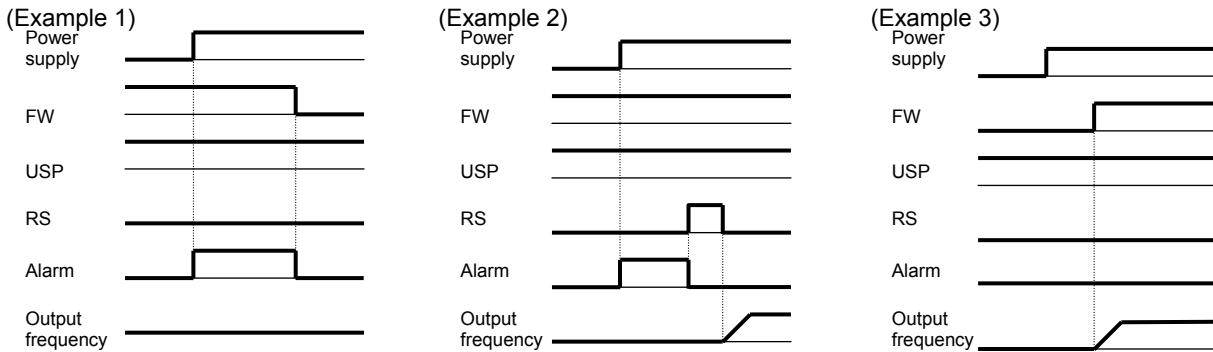 (Example 1)
Power
supply
FW
USP
RS
Alarm
Output
frequency
(Example 2)
Power
supply
FW
USP
RS
Alarm
Output
frequency
(Example 3)
Power
supply
FW
USP
RS
Alarm
Output
frequency